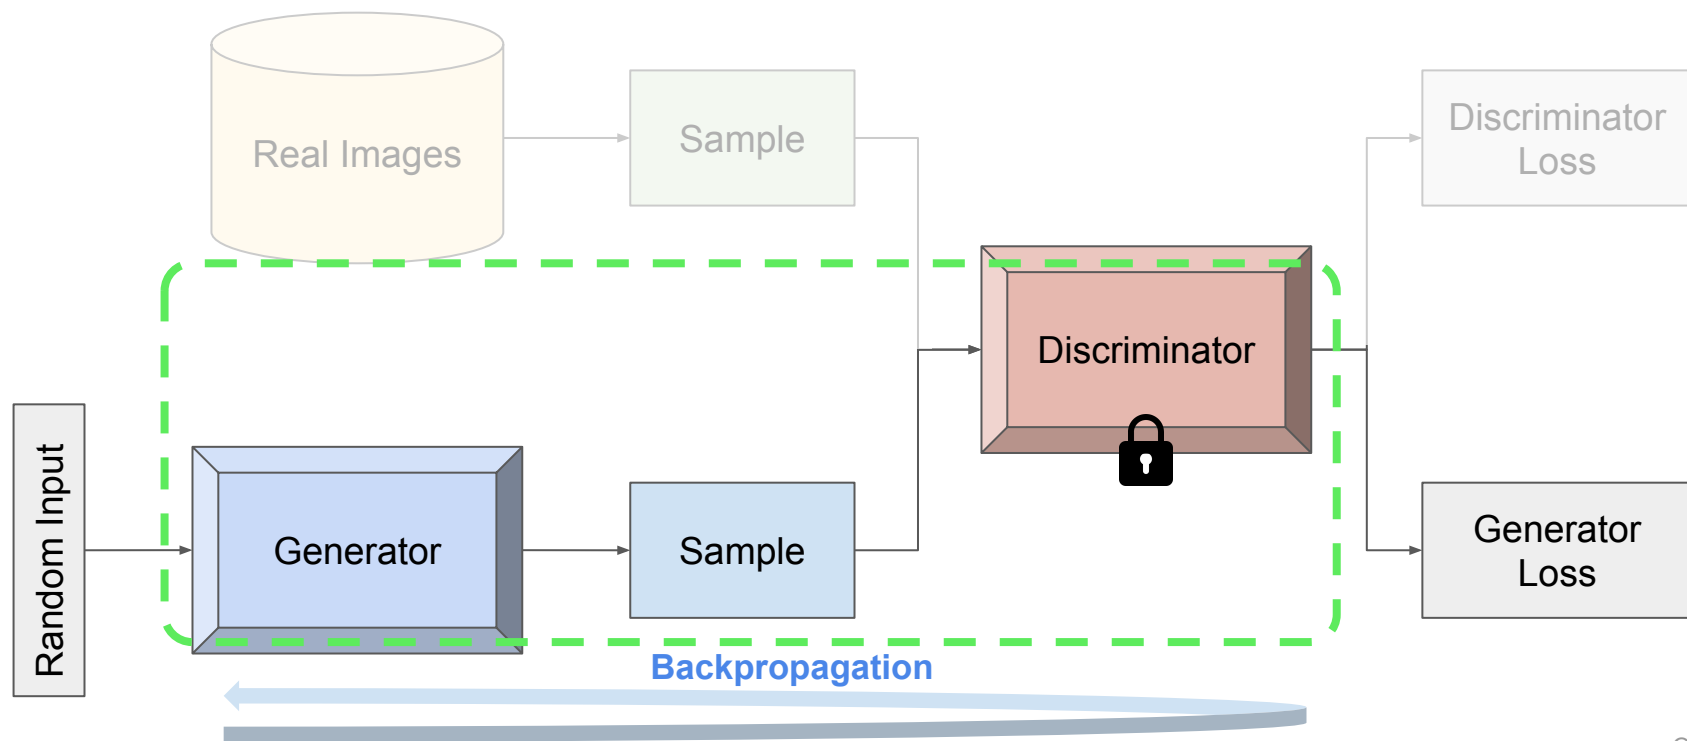 Real Images
Sample
Discriminator
Loss
Discriminator
Random Input
Generator
Sample
Generator
Loss
Backpropagation